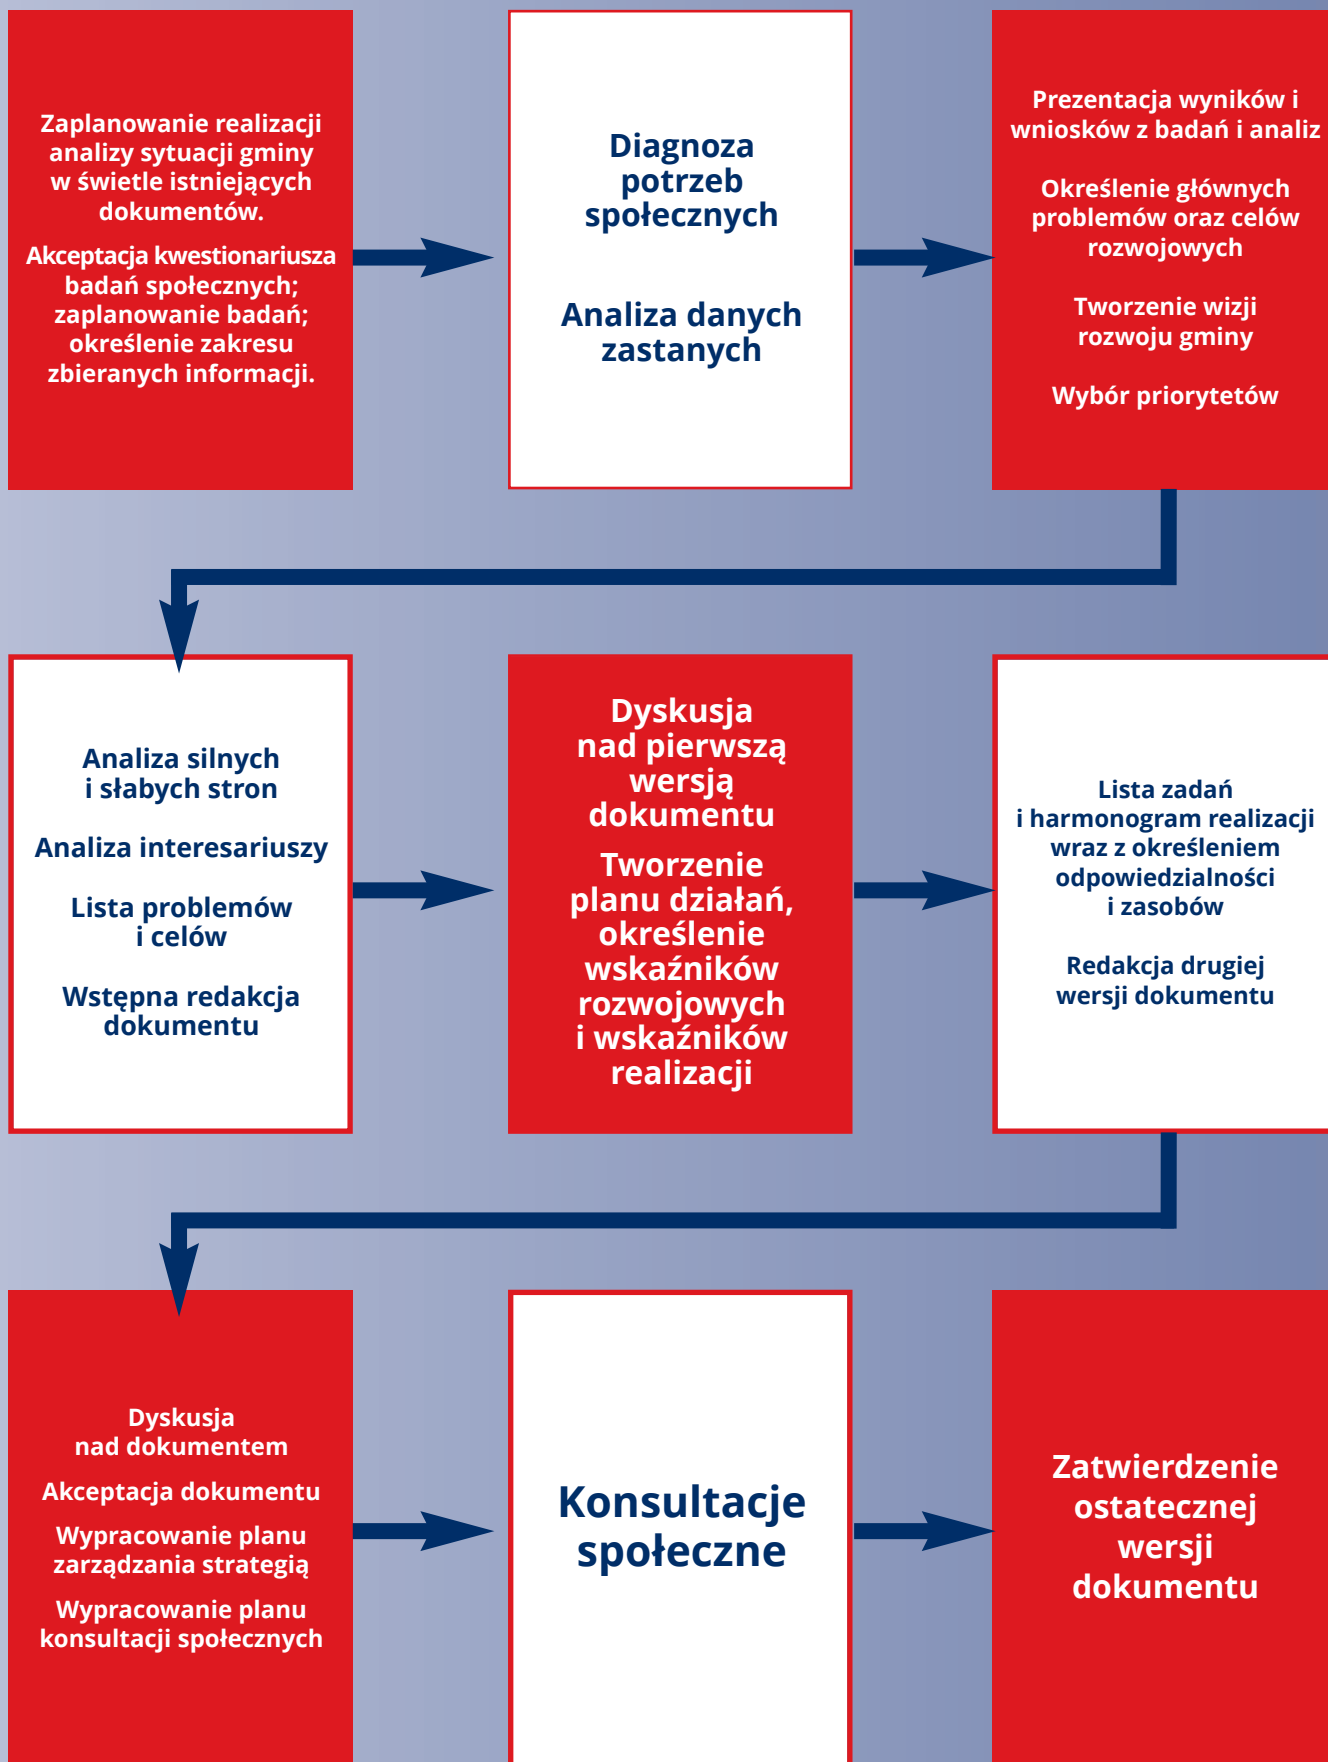 Zaplanowanie realizacji
analizy sytuacji gminy
w świetle istniejących
dokumentów.
Akceptacja kwestionariusza
badań społecznych;
zaplanowanie badań;
określenie zakresu
zbieranych informacji.
Diagnoza
potrzeb
społecznych
Analiza danych
zastanych
Prezentacja wyników i
wniosków z badań i analiz
Określenie głównych
problemów oraz celów
rozwojowych
Tworzenie wizji
rozwoju gminy
Wybór priorytetów
Analiza silnych
i słabych stron
Analiza interesariuszy
Lista problemów
i celów
Wstępna redakcja
dokumentu
Dyskusja
nad pierwszą
wersją
dokumentu
Tworzenie
planu działań,
określenie
wskaźników
rozwojowych
i wskaźników
realizacji
Lista zadań
i harmonogram realizacji
wraz z określeniem
odpowiedzialności
i zasobów
Redakcja drugiej
wersji dokumentu
Dyskusja
nad dokumentem
Akceptacja dokumentu
Wypracowanie planu
zarządzania strategią
Wypracowanie planu
konsultacji społecznych
Konsultacje
społeczne
Zatwierdzenie
ostatecznej
wersji
dokumentu